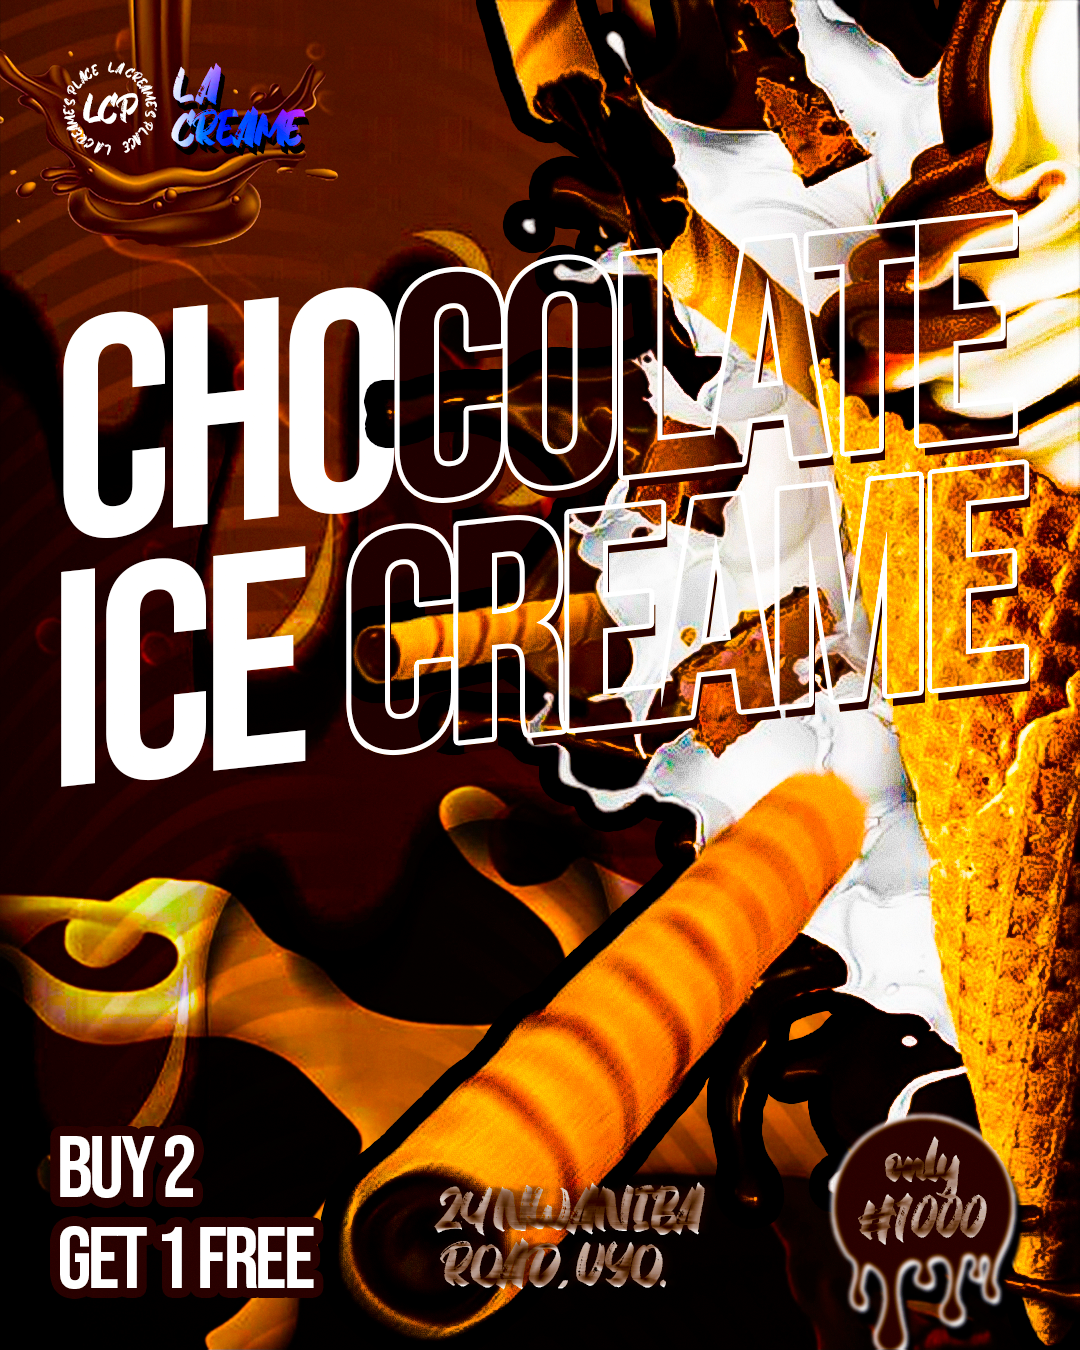 LA CREAME'S PLACE LA CREAME'S PLACE
LCP
LA
CREAME
CHOCOLATE
ICE CREAME
BUY 2
GET 1 FREE
24 NWANIBA
ROAD, UYO.
only
#1000